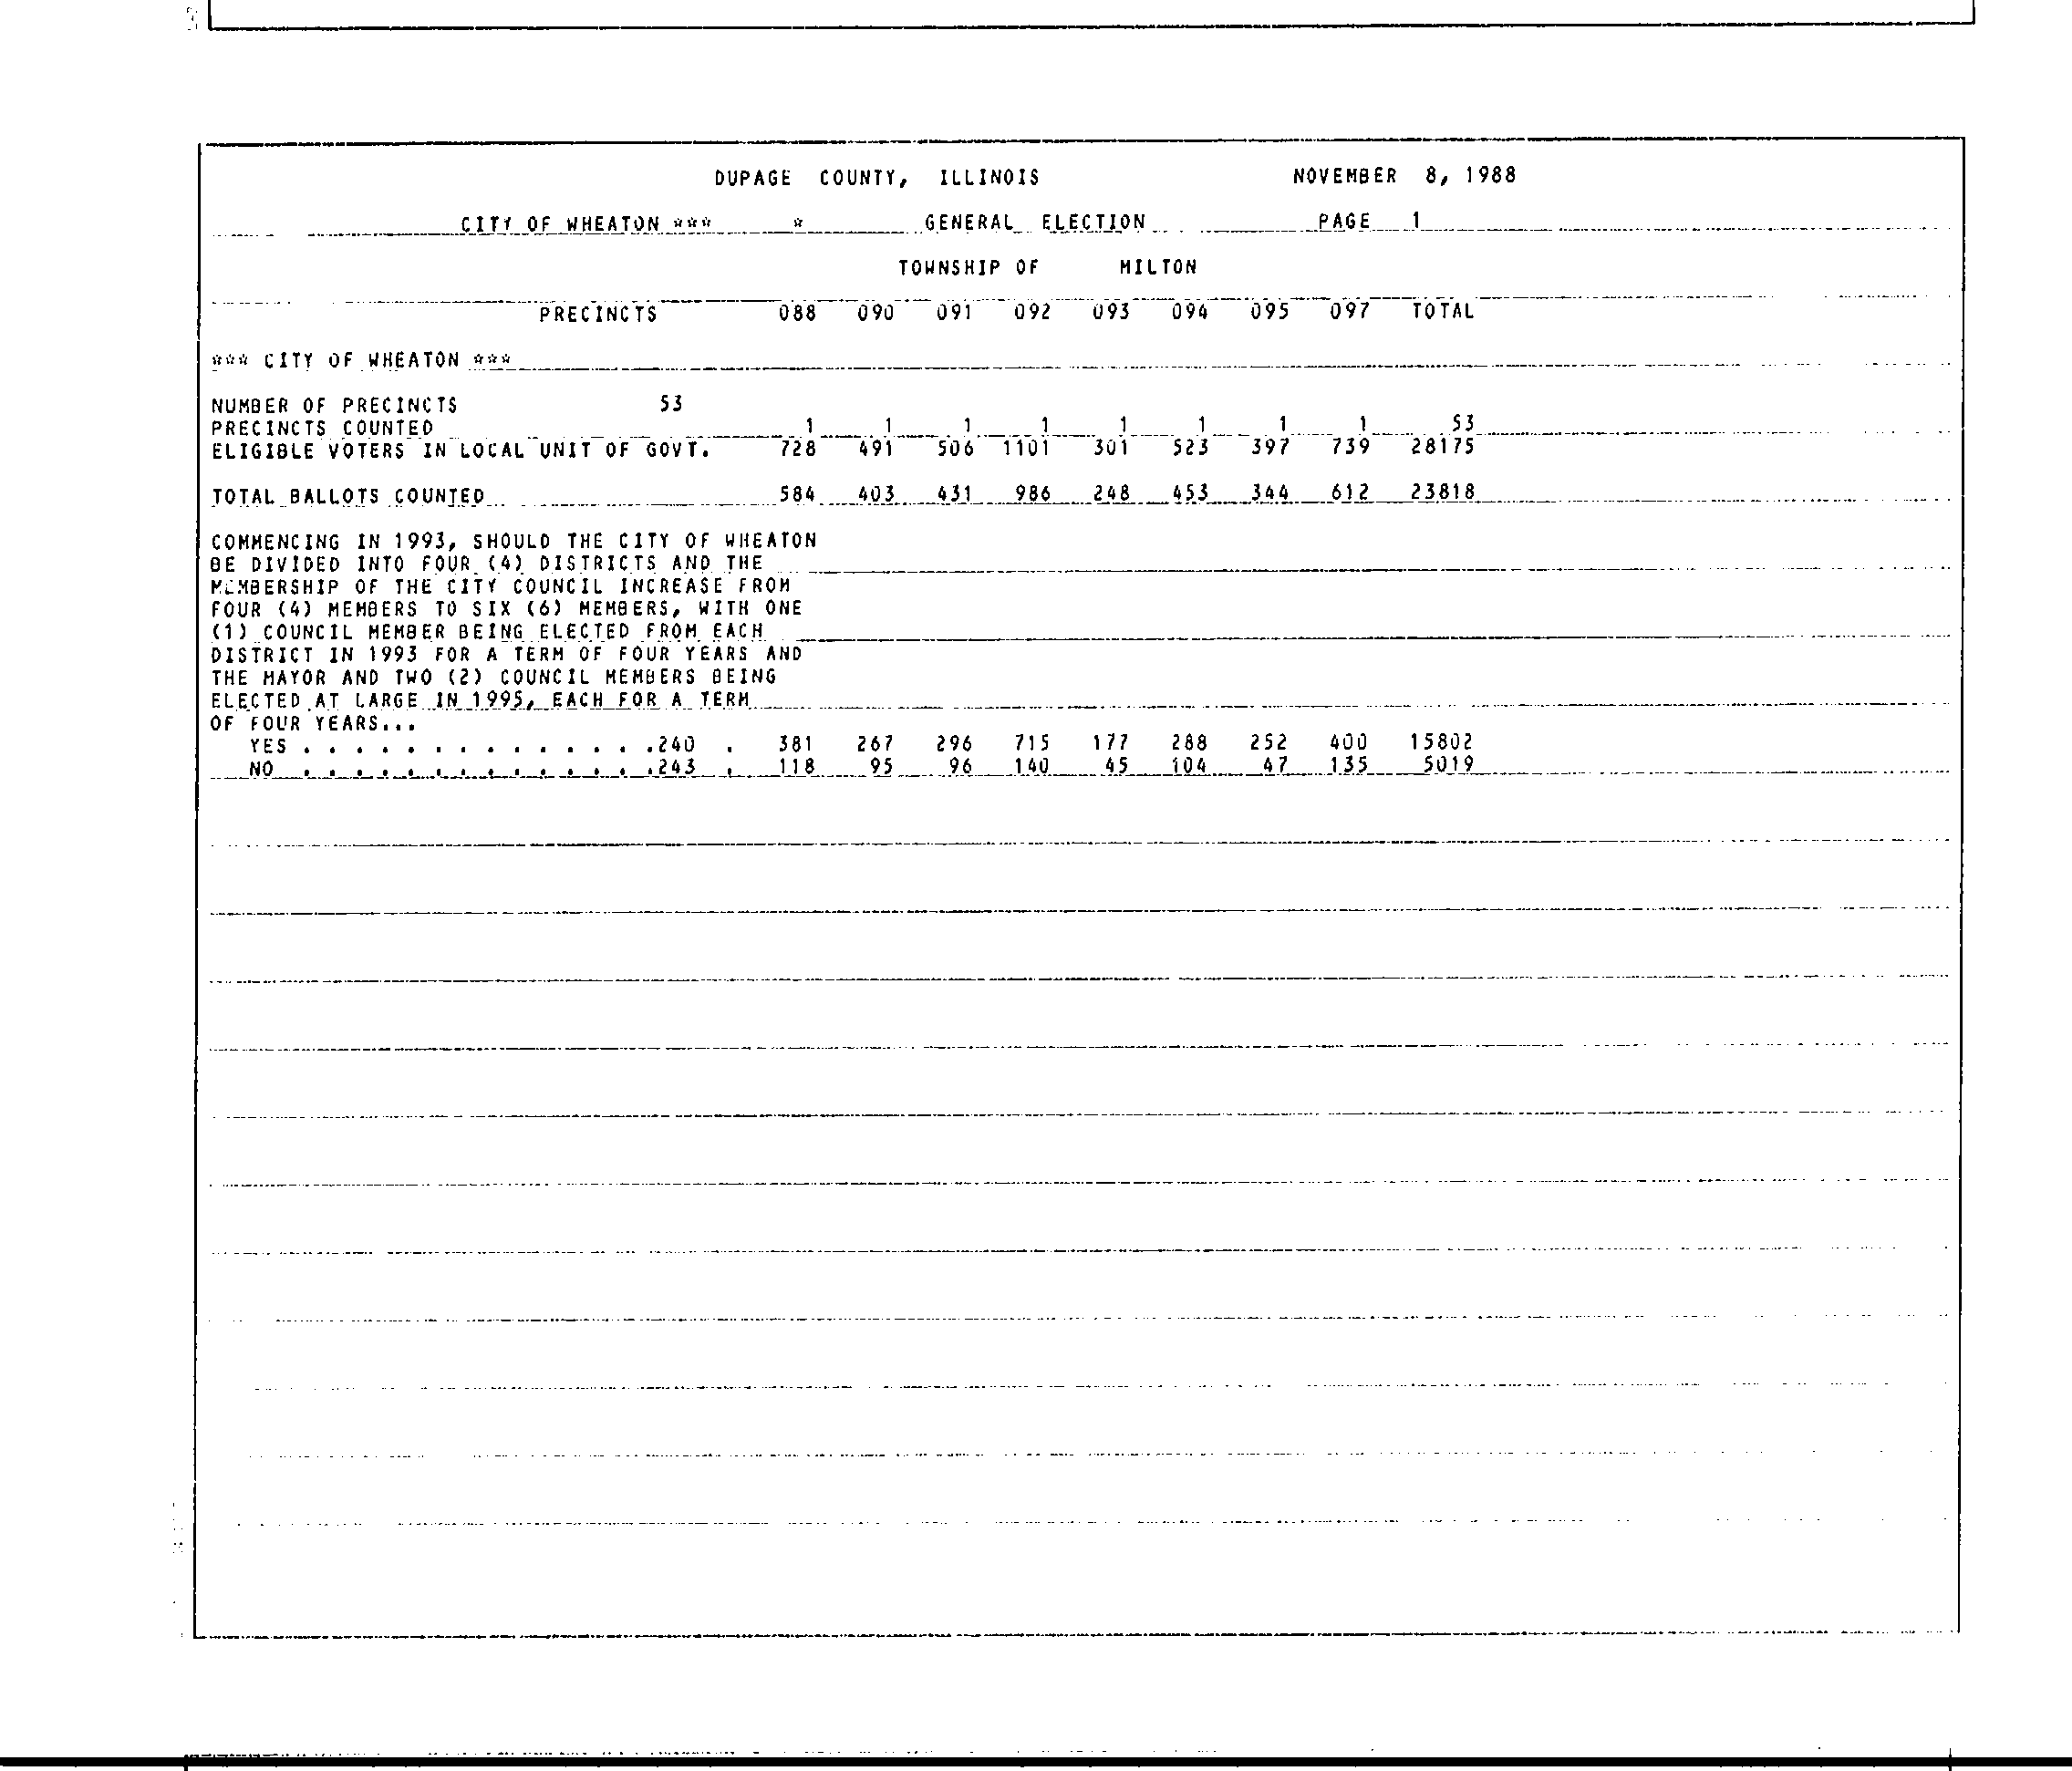 DUPAGE COUNTY, ILLINOIS NOVEMBER 8, 1988
CITY OF WHEATON *** * GENERAL ELECTION PAGE 1
TOWNSHIP OF MILTON
PRECINCTS 088 090 091 092 093 094 095 097 TOTAL
*** CITY OF WHEATON ***
NUMBER OF PRECINCTS 53
PRECINCTS COUNTED 1 1 1 1 1 1 1 1 53
ELIGIBLE VOTERS IN LOCAL UNIT OF GOVT. 728 491 506 1101 301 523 397 739 28175
TOTAL BALLOTS COUNTED 584 403 431 986 248 453 344 612 23818
COMMENCING IN 1993, SHOULD THE CITY OF WHEATON
BE DIVIDED INTO FOUR (4) DISTRICTS AND THE
MEMBERSHIP OF THE CITY COUNCIL INCREASE FROM
FOUR (4) MEMBERS TO SIX (6) MEMBERS, WITH ONE
(1) COUNCIL MEMBER BEING ELECTED FROM EACH
DISTRICT IN 1993 FOR A TERM OF FOUR YEARS AND
THE MAYOR AND TWO (2) COUNCIL MEMBERS BEING
ELECTED AT LARGE IN 1995, EACH FOR A TERM
OF FOUR YEARS...
YES . . . . . . . . . . . . . .240 . 381 267 296 715 177 288 252 400 15802
NO . . . . . . . . . . . . . .243 . 118 95 96 140 45 104 47 135 5019